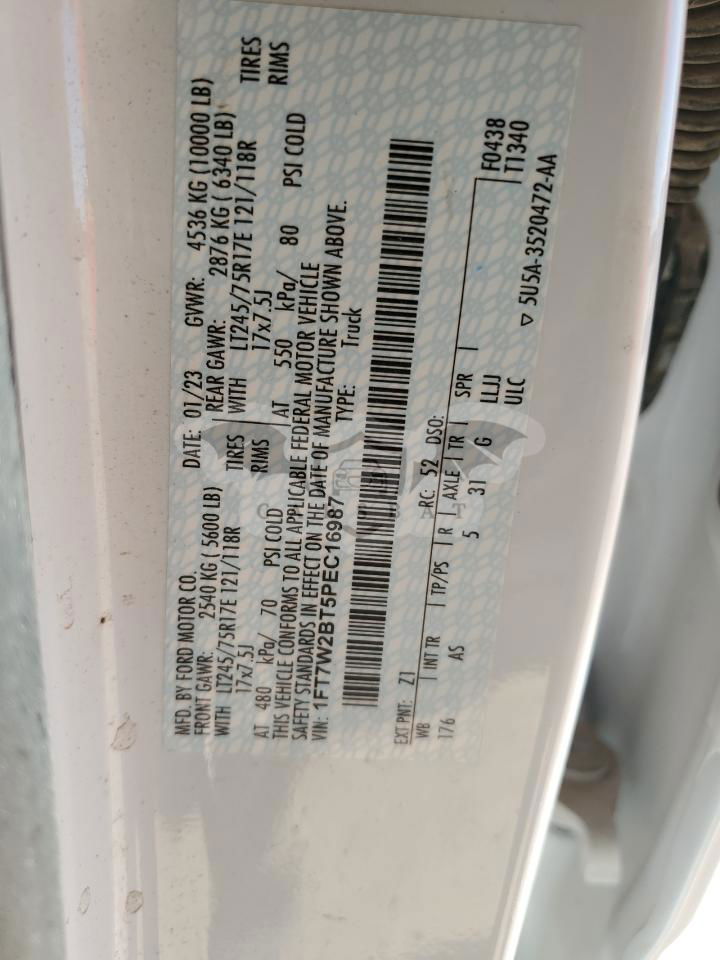 MFD. BY FORD MOTOR CO.
DATE: 01/23 GVWR: 4536 KG (10000 LB)
FRONT GAWR: 2540 KG ( 5600 LB) REAR GAWR: 2876 KG ( 6340 LB)
WITH LT245/75R17E 121/118R TIRES WITH LT245/75R17E 121/118R TIRES
17x7.5J RIMS 17x7.5J RIMS
AT 480 kPa/ 70 PSI COLD AT 550 kPa/ 80 PSI COLD
THIS VEHICLE CONFORMS TO ALL APPLICABLE FEDERAL MOTOR VEHICLE
SAFETY STANDARDS IN EFFECT ON THE DATE OF MANUFACTURE SHOWN ABOVE.
VIN: 1FT7W2BT5PEC16987 TYPE: Truck
EXT PNT: Z1 RC: 52 DSO: F0438
WB INT TR TP/PS R AXLE TR SPR T1340
176 AS 5 31 G LLJJ
ULC
▽ 5U5A-3520472-AA